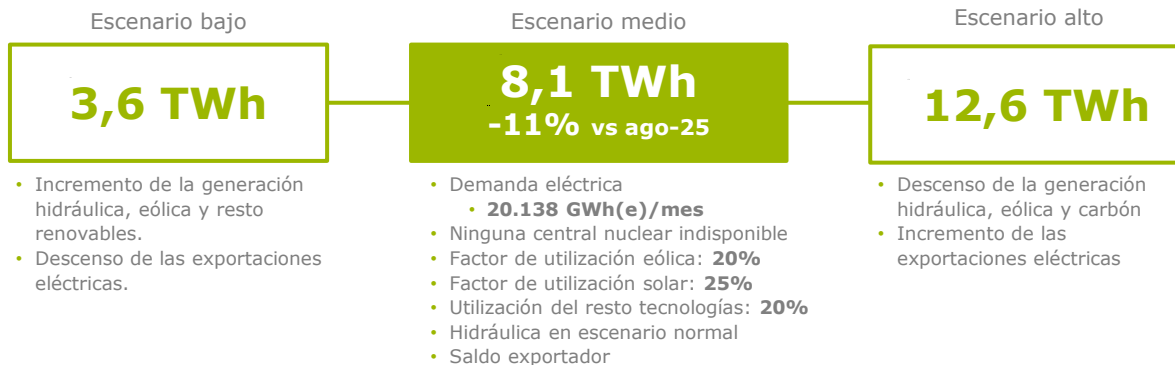 Escenario bajo
3,6 TWh
• Incremento de la generación
hidráulica, eólica y resto
renovables.
• Descenso de las exportaciones
eléctricas.
Escenario medio
8,1 TWh
-11% vs ago-25
• Demanda eléctrica
• 20.138 GWh(e)/mes
• Ninguna central nuclear indisponible
• Factor de utilización eólica: 20%
• Factor de utilización solar: 25%
• Utilización del resto tecnologías: 20%
• Hidráulica en escenario normal
• Saldo exportador
Escenario alto
12,6 TWh
• Descenso de la generación
hidráulica, eólica y carbón
• Incremento de las
exportaciones eléctricas